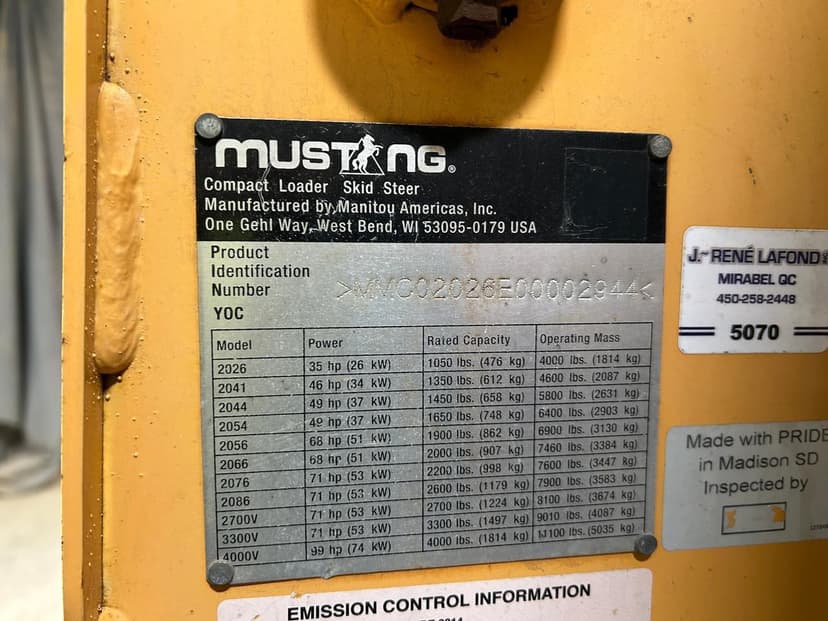 MUSTANG®
Compact Loader Skid Steer
Manufactured by Manitou Americas, Inc.
One Gehl Way, West Bend, WI 53095-0179 USA
Product
Identification
Number >MMC02026E00002944<
YOC
Model Power Rated Capacity Operating Mass
2026 35 hp (26 kW) 1050 lbs. (476 kg) 4000 lbs. (1814 kg)
2041 46 hp (34 kW) 1350 lbs. (612 kg) 4600 lbs. (2087 kg)
2044 49 hp (37 kW) 1450 lbs. (658 kg) 5800 lbs. (2631 kg)
2054 49 hp (37 kW) 1650 lbs. (748 kg) 6400 lbs. (2903 kg)
2056 68 hp (51 kW) 1900 lbs. (862 kg) 6900 lbs. (3130 kg)
2066 68 hp (51 kW) 2000 lbs. (907 kg) 7460 lbs. (3384 kg)
2076 71 hp (53 kW) 2200 lbs. (998 kg) 7600 lbs. (3447 kg)
2086 71 hp (53 kW) 2600 lbs. (1179 kg) 7900 lbs. (3583 kg)
2700V 71 hp (53 kW) 2700 lbs. (1224 kg) 8100 lbs. (3674 kg)
3300V 71 hp (53 kW) 3300 lbs. (1497 kg) 9010 lbs. (4087 kg)
4000V 99 hp (74 kW) 4000 lbs. (1814 kg) 11100 lbs. (5035 kg)
J. RENÉ LAFOND
MIRABEL QC
450-258-2448
5070
Made with PRIDE
in Madison SD
Inspected by
EMISSION CONTROL INFORMATION